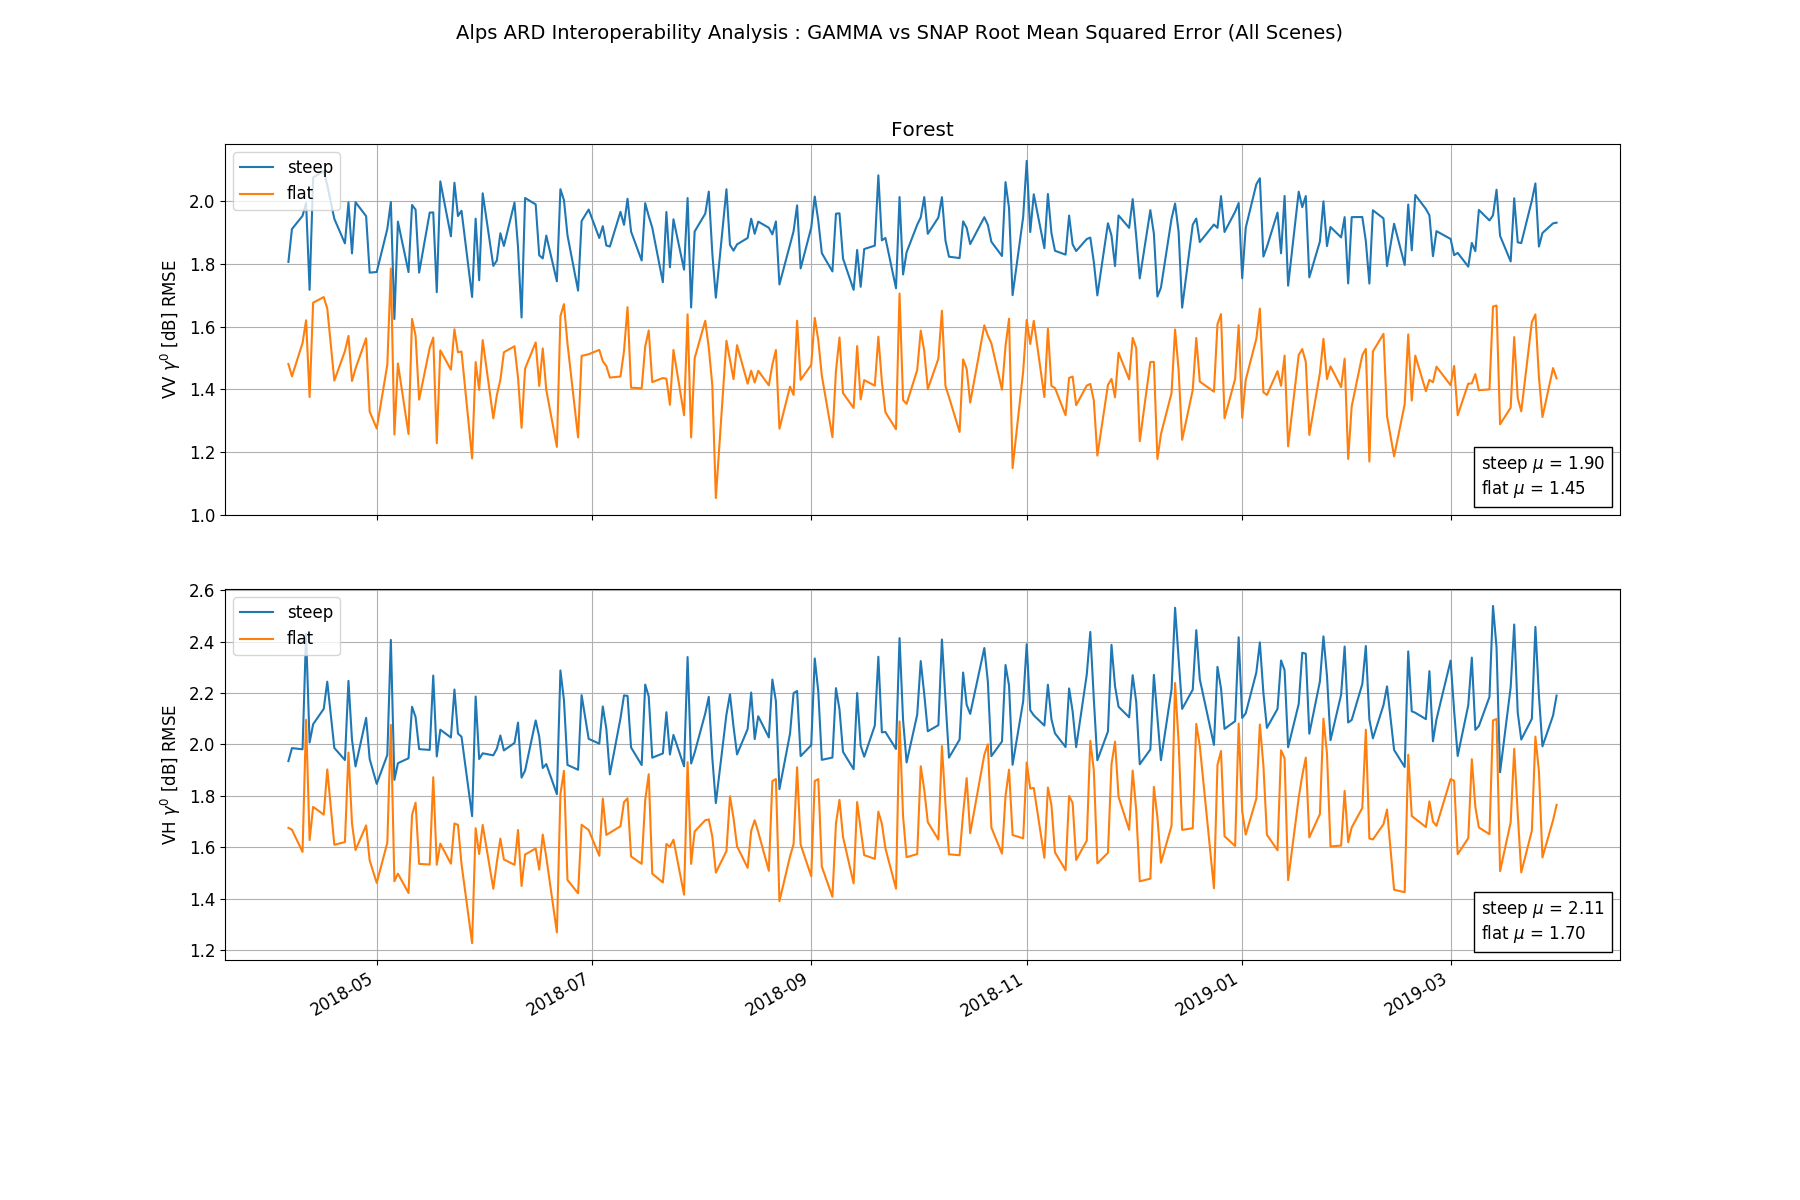 Alps ARD Interoperability Analysis : GAMMA vs SNAP Root Mean Squared Error (All Scenes)
Forest
steep
flat
2.0
1.8
1.6
1.4
1.2
1.0
VV γ⁰ [dB] RMSE
steep μ = 1.90
flat μ = 1.45
steep
flat
2.6
2.4
2.2
2.0
1.8
1.6
1.4
1.2
VH γ⁰ [dB] RMSE
steep μ = 2.11
flat μ = 1.70
2018-05
2018-07
2018-09
2018-11
2019-01
2019-03